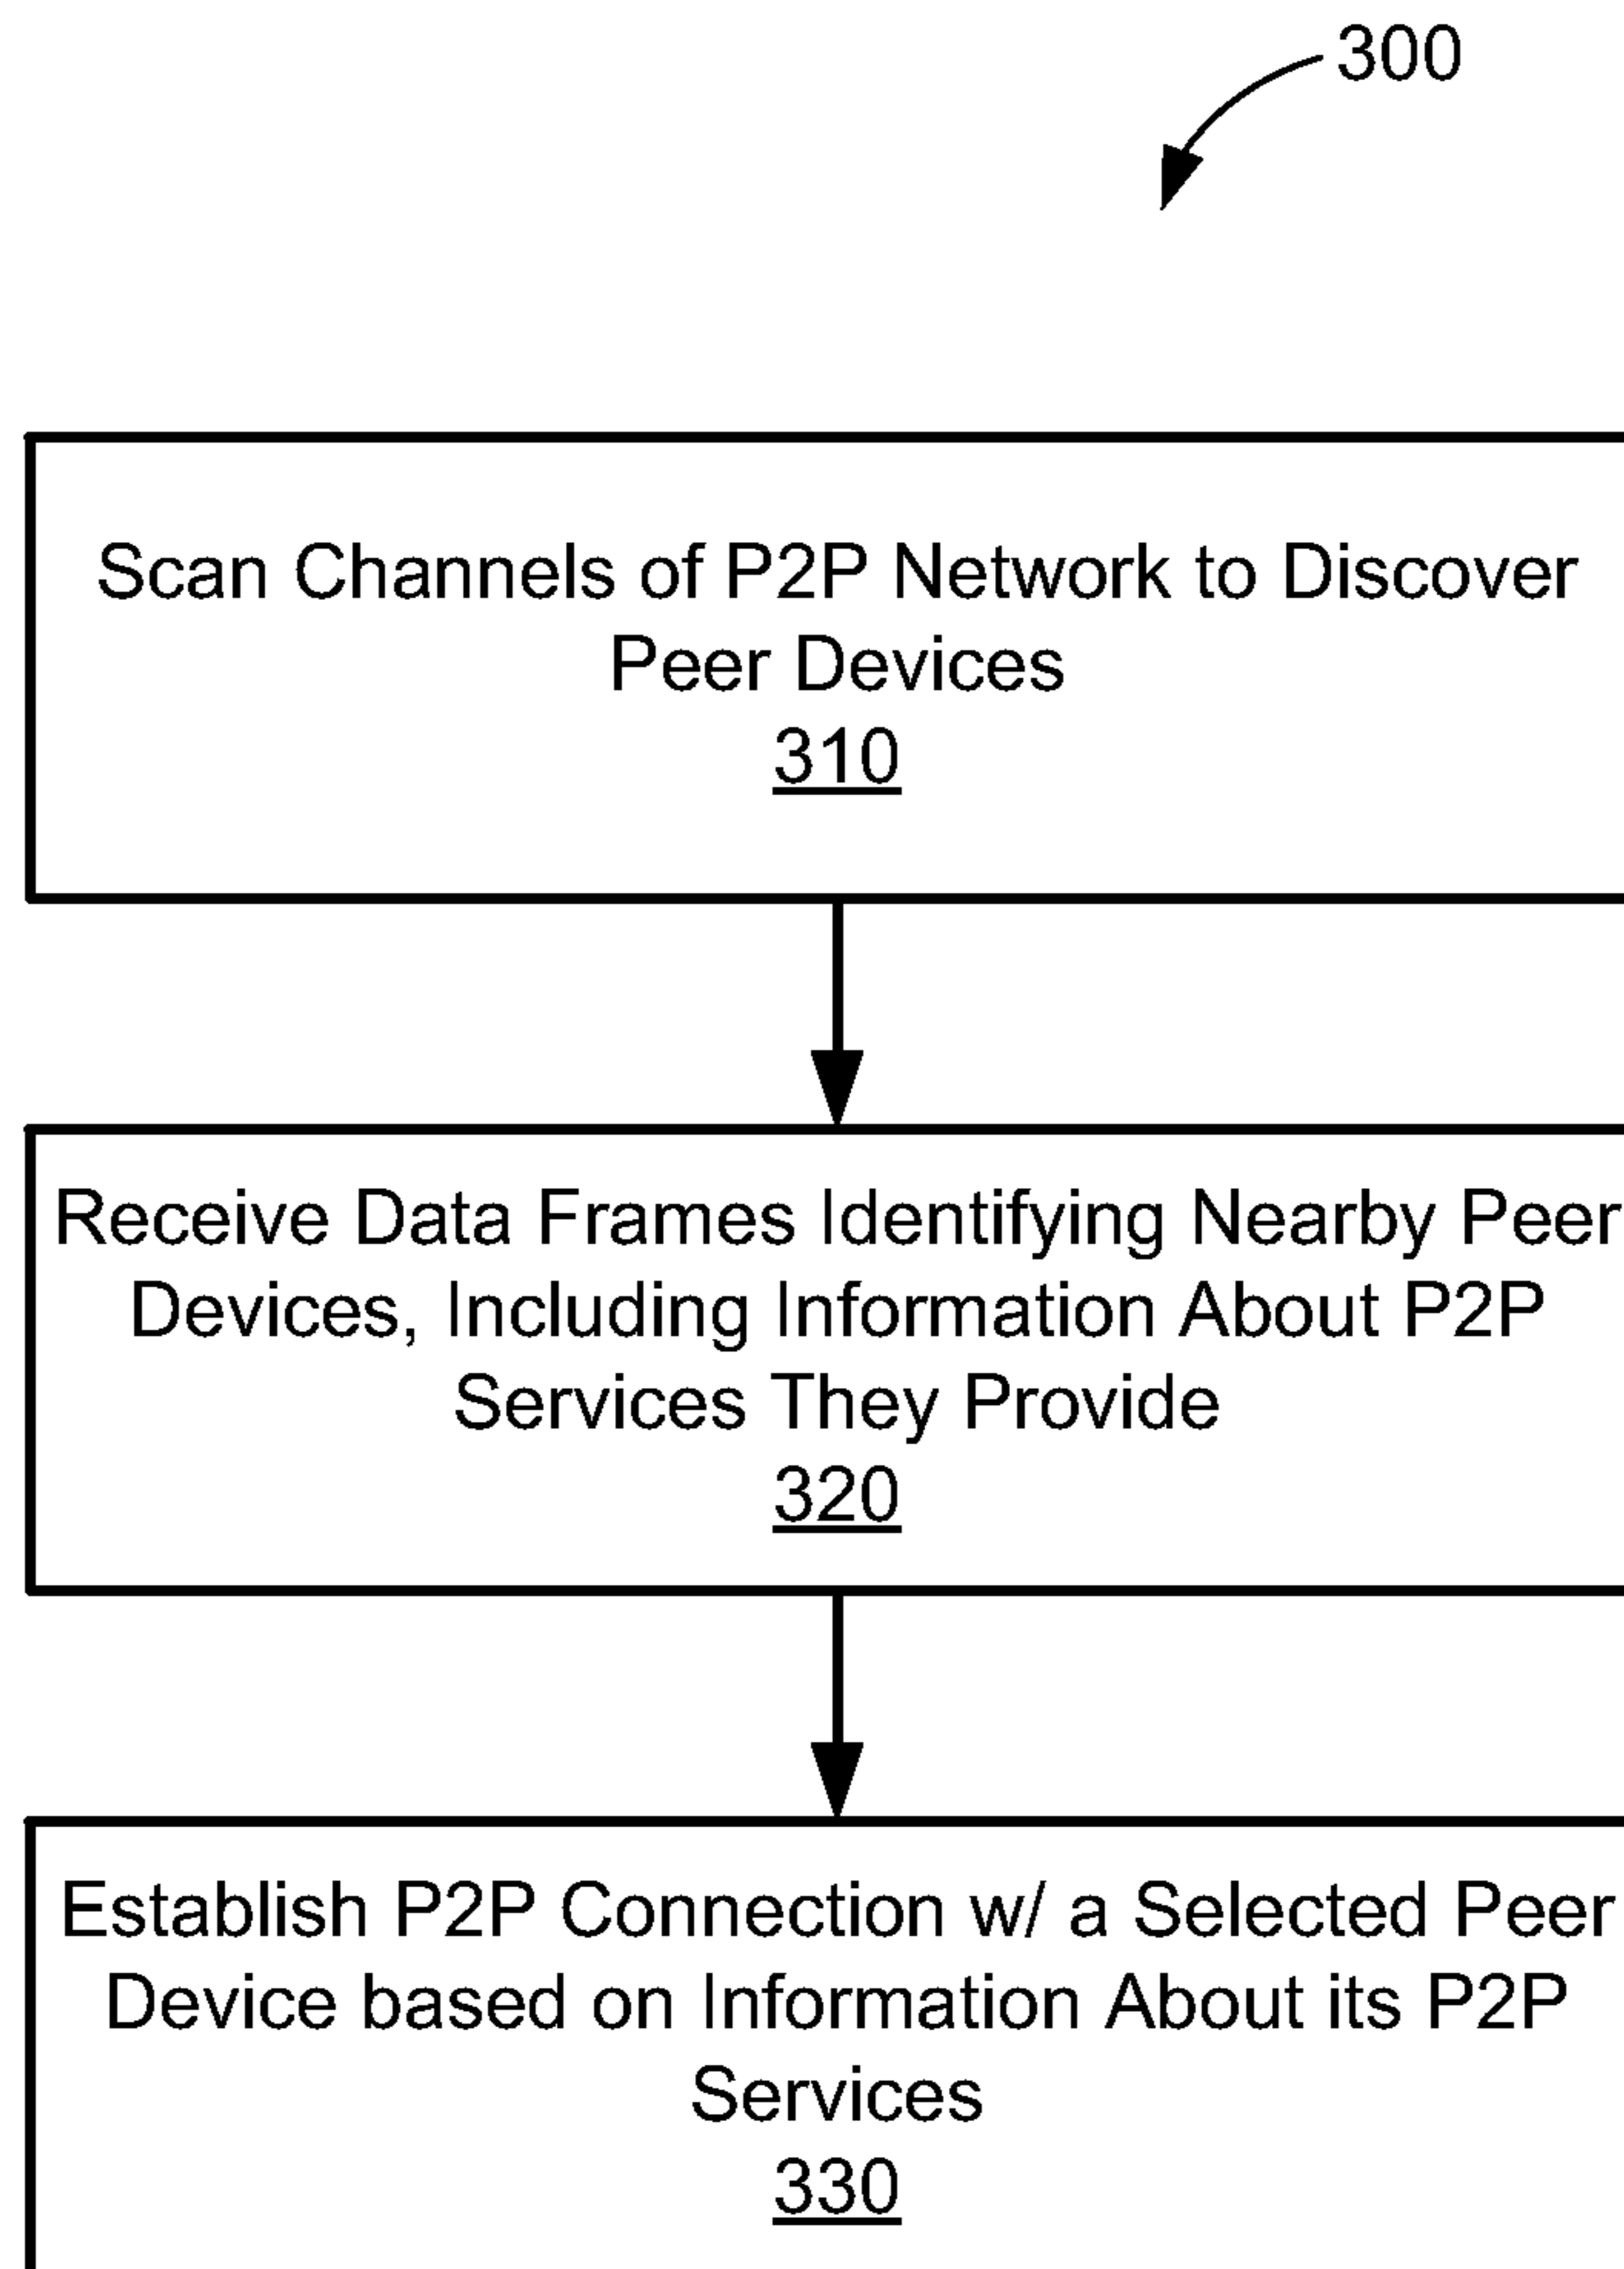 300
Scan Channels of P2P Network to Discover
Peer Devices
310
Receive Data Frames Identifying Nearby Peer
Devices, Including Information About P2P
Services They Provide
320
Establish P2P Connection w/ a Selected Peer
Device based on Information About its P2P
Services
330